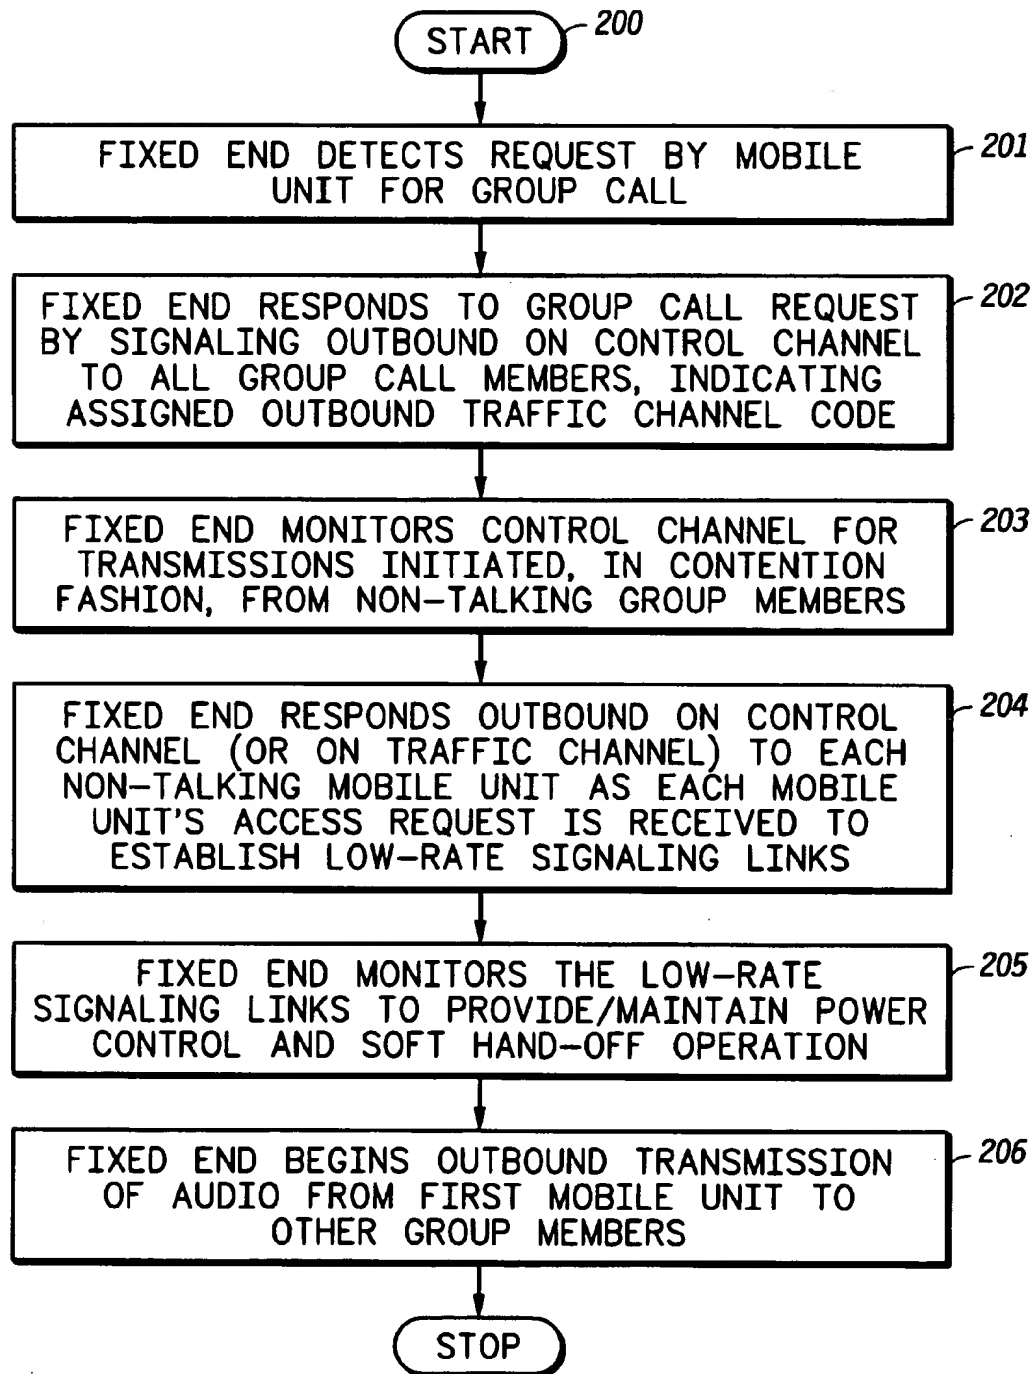 START
200
FIXED END DETECTS REQUEST BY MOBILE
UNIT FOR GROUP CALL
201
FIXED END RESPONDS TO GROUP CALL REQUEST
BY SIGNALING OUTBOUND ON CONTROL CHANNEL
TO ALL GROUP CALL MEMBERS, INDICATING
ASSIGNED OUTBOUND TRAFFIC CHANNEL CODE
202
FIXED END MONITORS CONTROL CHANNEL FOR
TRANSMISSIONS INITIATED, IN CONTENTION
FASHION, FROM NON-TALKING GROUP MEMBERS
203
FIXED END RESPONDS OUTBOUND ON CONTROL
CHANNEL (OR ON TRAFFIC CHANNEL) TO EACH
NON-TALKING MOBILE UNIT AS EACH MOBILE
UNIT'S ACCESS REQUEST IS RECEIVED TO
ESTABLISH LOW-RATE SIGNALING LINKS
204
FIXED END MONITORS THE LOW-RATE
SIGNALING LINKS TO PROVIDE/MAINTAIN POWER
CONTROL AND SOFT HAND-OFF OPERATION
205
FIXED END BEGINS OUTBOUND TRANSMISSION
OF AUDIO FROM FIRST MOBILE UNIT TO
OTHER GROUP MEMBERS
206
STOP